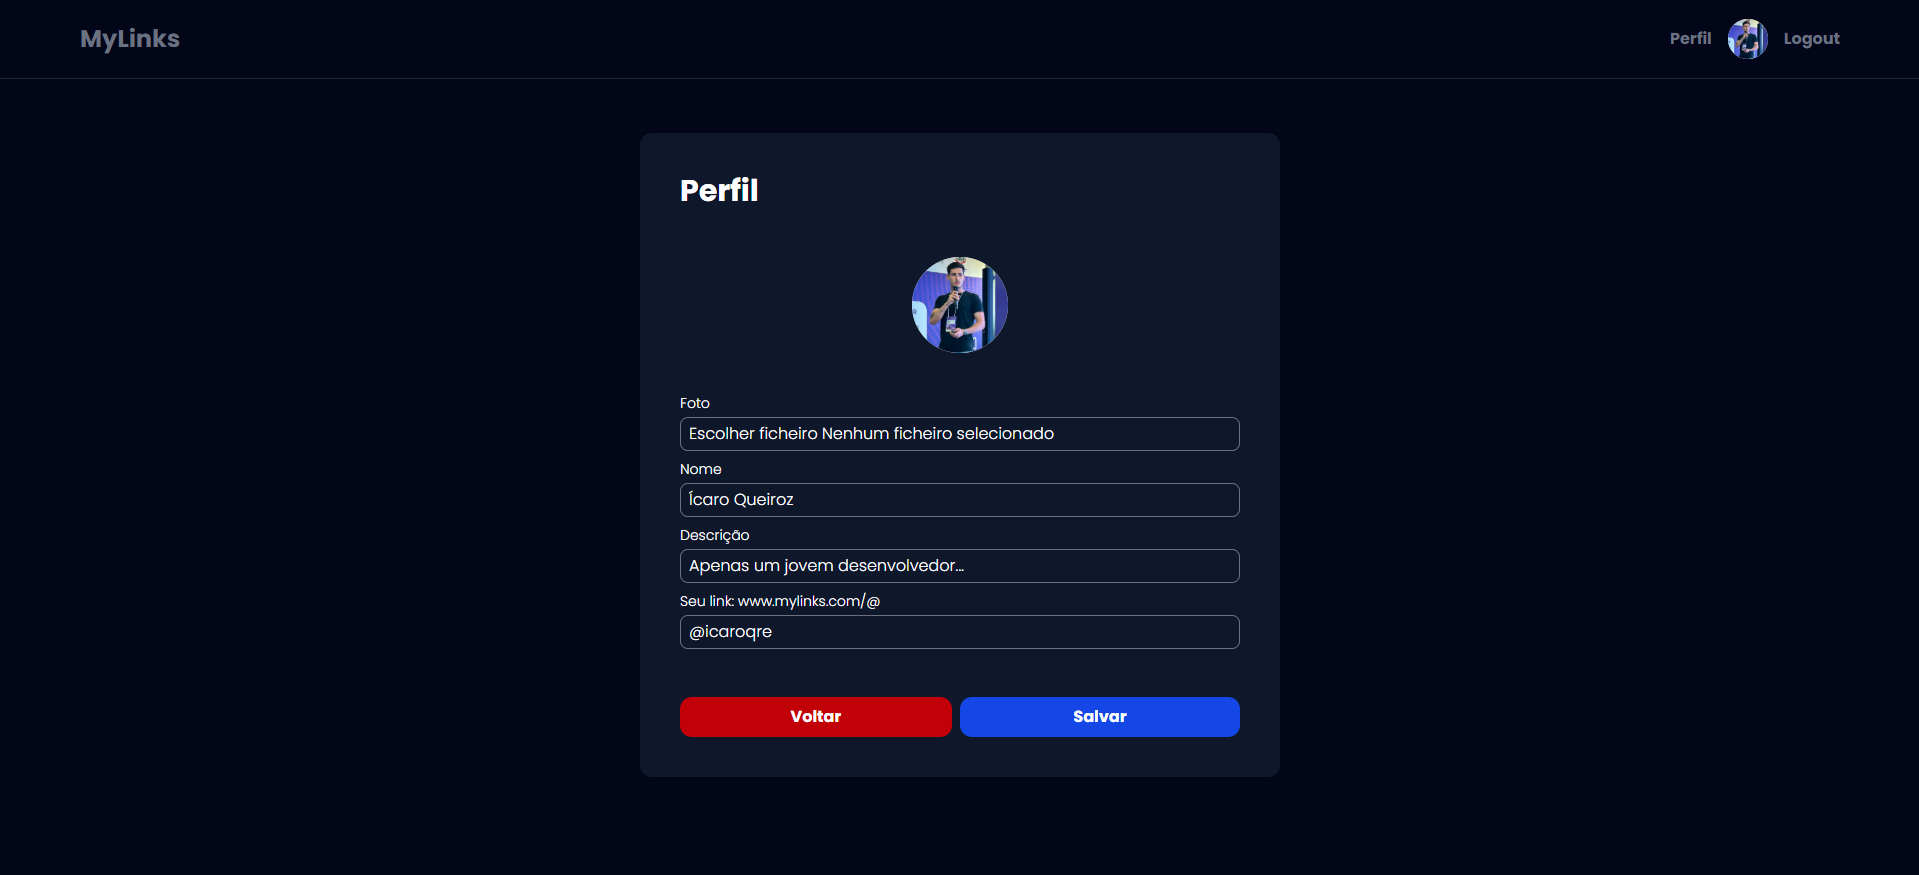 MyLinks
Perfil
Logout
Perfil
Foto
Escolher ficheiro Nenhum ficheiro selecionado
Nome
Ícaro Queiroz
Descrição
Apenas um jovem desenvolvedor...
Seu link: www.mylinks.com/@
@icaroqre
Voltar
Salvar